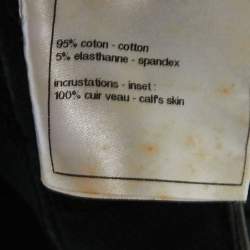 95% coton - cotton
5% elasthanne - spandex
incrustations - inset :
100% cuir veau - calf's skin